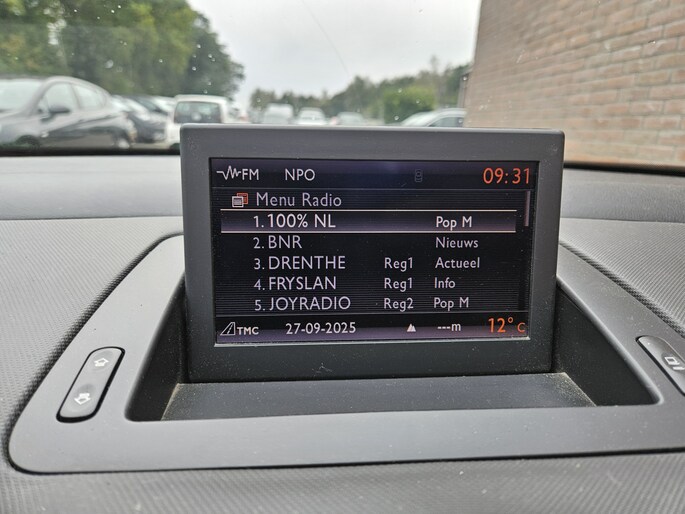 FM NPO 09:31
Menu Radio
1. 100% NL Pop M
2. BNR Nieuws
3. DRENTHE Reg1 Actueel
4. FRYSLAN Reg1 Info
5. JOYRADIO Reg2 Pop M
TMC 27-09-2025 ---m 12°C